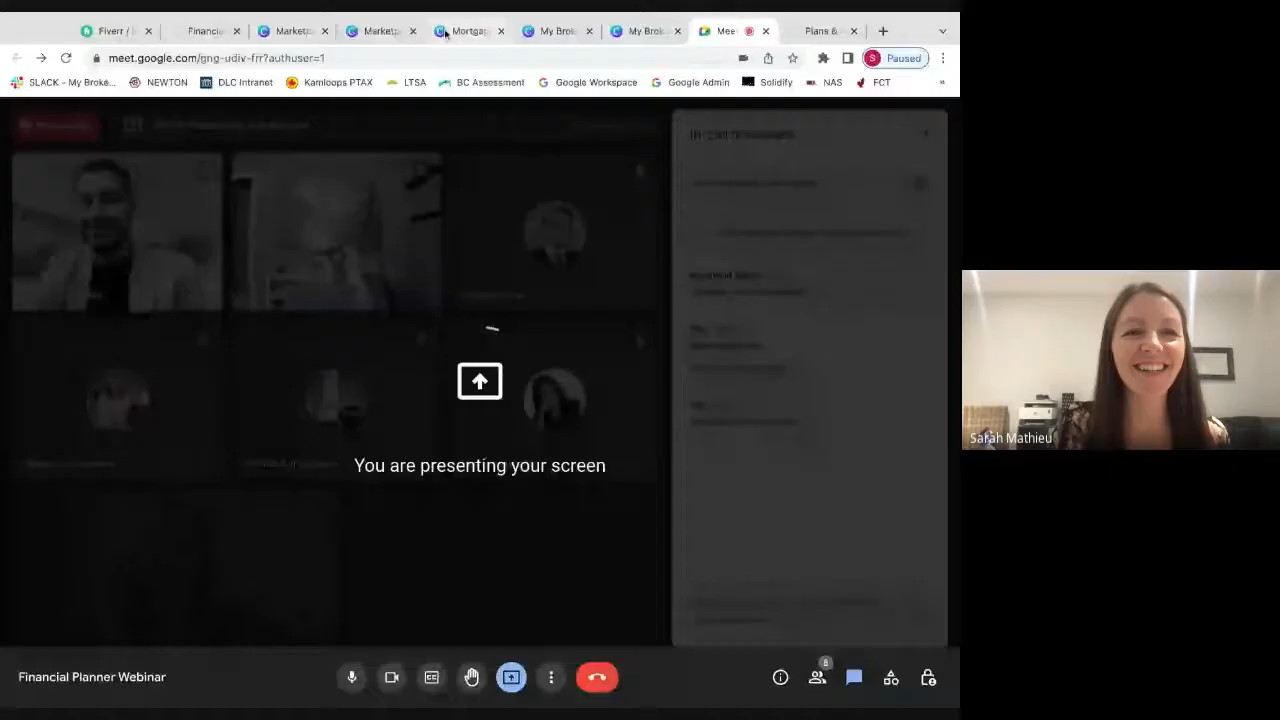 Fiverr /
Financie
Marketp
Marketp
Mortgag
My Brok
My Brok
Mee
Plans &
meet.google.com/gng-udiv-frr?authuser=1
S Paused
SLACK - My Broke...
NEWTON
DLC Intranet
Kamloops PTAX
LTSA
BC Assessment
Google Workspace
Google Admin
Solidify
NAS
FCT
»
You are presenting your screen
Sarah Mathieu
Financial Planner Webinar
8